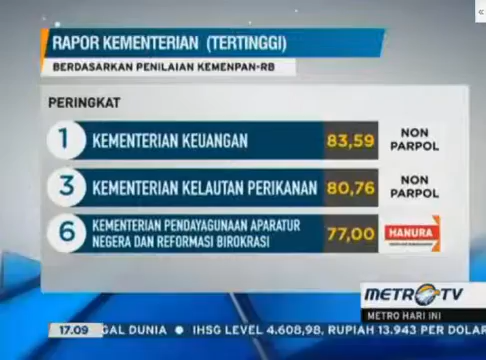 RAPOR KEMENTERIAN (TERTINGGI)
BERDASARKAN PENILAIAN KEMENPAN-RB
PERINGKAT
1 KEMENTERIAN KEUANGAN 83,59 NON PARPOL
3 KEMENTERIAN KELAUTAN PERIKANAN 80,76 NON PARPOL
6 KEMENTERIAN PENDAYAGUNAAN APARATUR
NEGERA DAN REFORMASI BIROKRASI 77,00 HANURA
METRO TV
METRO HARI INI
17.09 GAL DUNIA IHSG LEVEL 4.608,98, RUPIAH 13.943 PER DOLAR
«